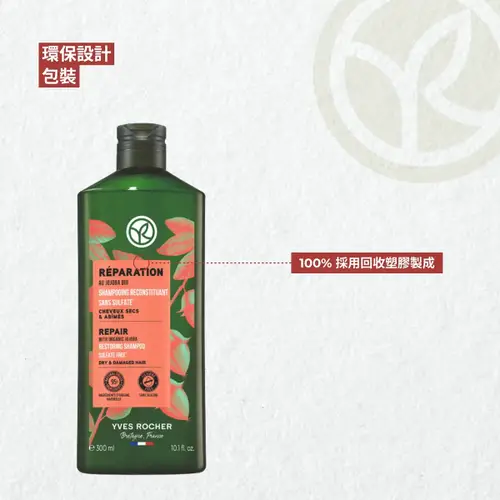 環保設計
包裝
RÉPARATION
AU JOJOBA BIO
SHAMPOOING RECONSTITUANT
SANS SULFATE
CHEVEUX SECS
& ABÎMÉS
REPAIR
WITH ORGANIC JOJOBA
RESTORING SHAMPOO
SULFATE FREE
DRY & DAMAGED HAIR
YVES ROCHER
Bretagne, France
e 300 ml 10.1 fl. oz.
100% 採用回收塑膠製成